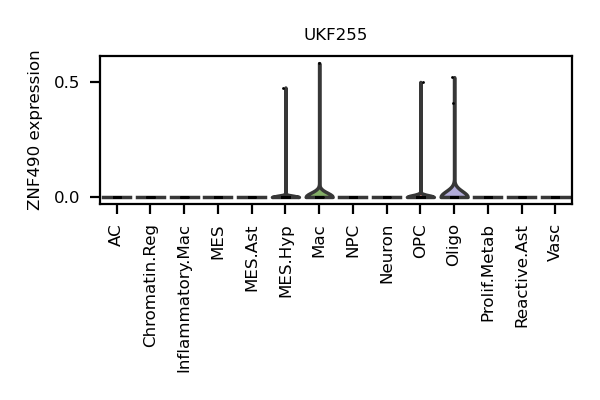 UKF255
ZNF490 expression
0.5
0.0
AC
Chromatin.Reg
Inflammatory.Mac
MES
MES.Ast
MES.Hyp
Mac
NPC
Neuron
OPC
Oligo
Prolif.Metab
Reactive.Ast
Vasc